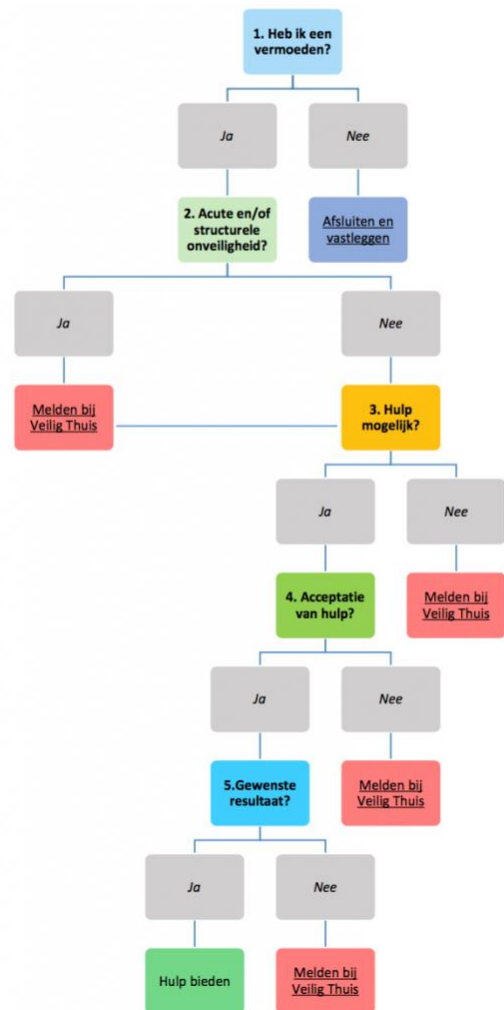 1. Heb ik een
vermoeden?
Ja
Nee
2. Acute en/of
structurele
onveiligheid?
Afsluiten en
vastleggen
Ja
Nee
Melden bij
Veilig Thuis
3. Hulp
mogelijk?
Ja
Nee
4. Acceptatie
van hulp?
Melden bij
Veilig Thuis
Ja
Nee
5.Gewenste
resultaat?
Melden bij
Veilig Thuis
Ja
Nee
Hulp bieden
Melden bij
Veilig Thuis